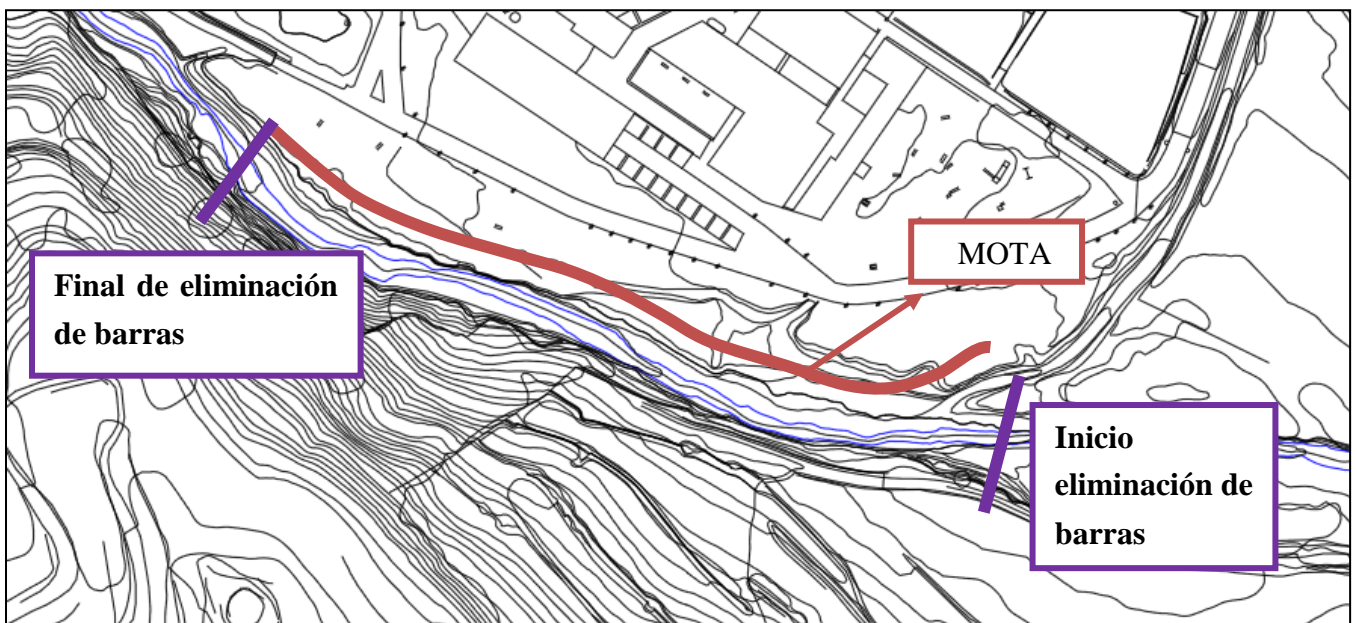 MOTA
Final de eliminación
de barras
Inicio
eliminación de
barras